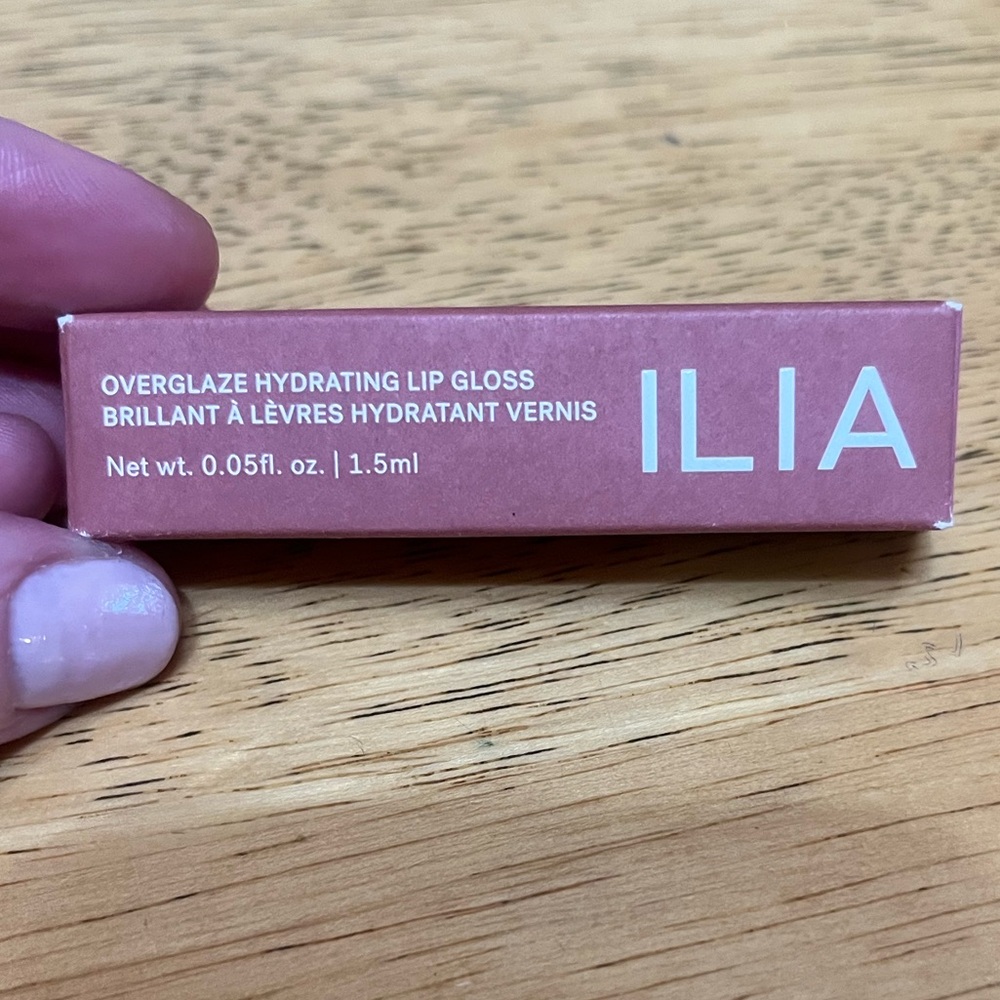 OVERGLAZE HYDRATING LIP GLOSS
BRILLANT À LÈVRES HYDRATANT VERNIS
Net wt. 0.05fl. oz. | 1.5ml
ILIA